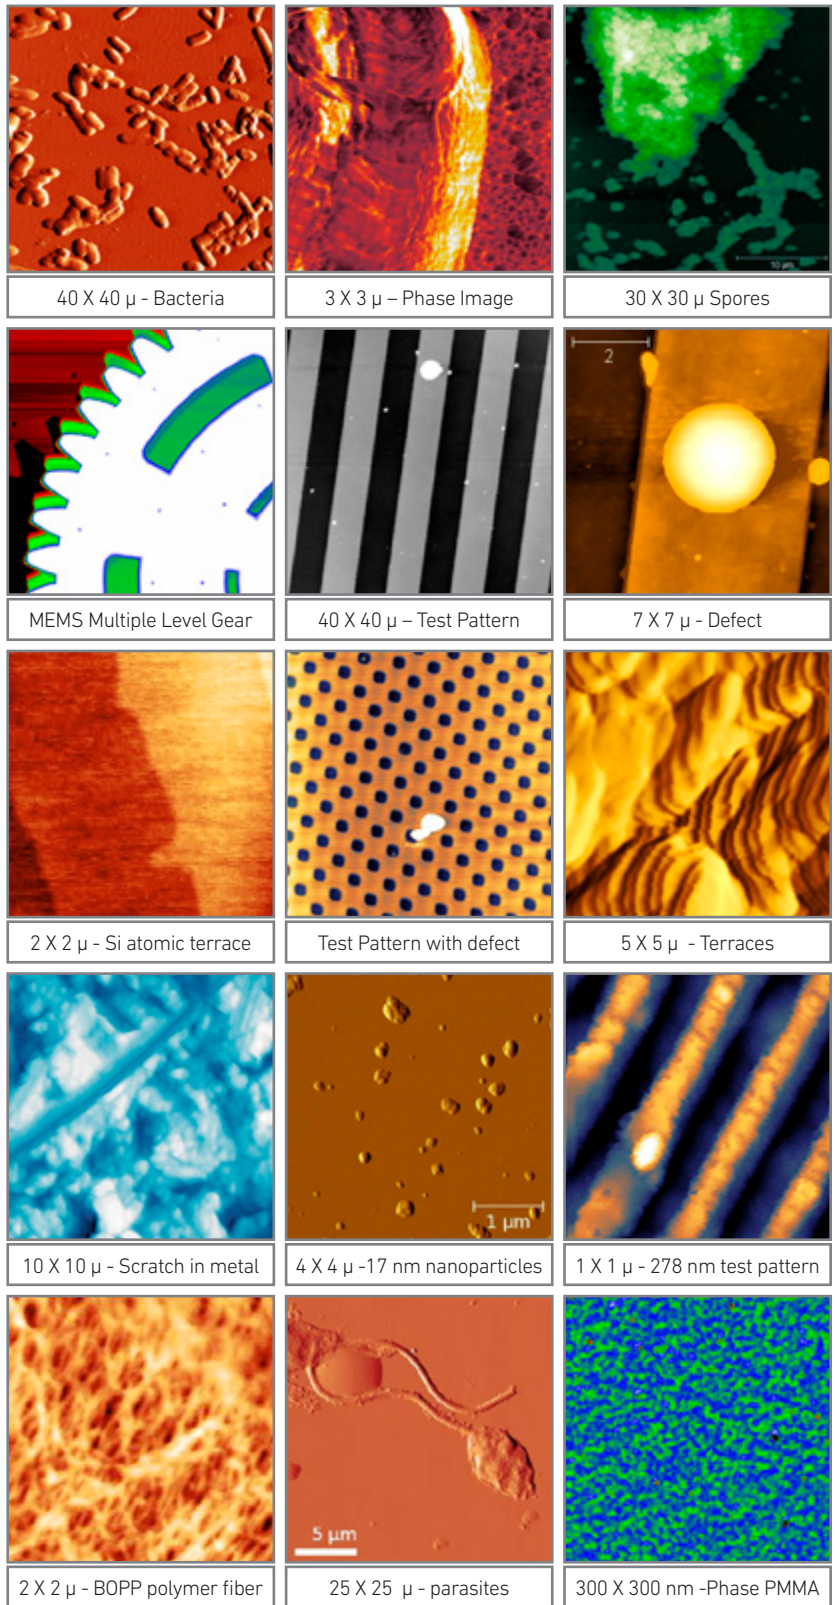 10 µm
40 X 40 µ - Bacteria
3 X 3 µ – Phase Image
30 X 30 µ Spores
2
MEMS Multiple Level Gear
40 X 40 µ – Test Pattern
7 X 7 µ - Defect
2 X 2 µ - Si atomic terrace
Test Pattern with defect
5 X 5 µ - Terraces
1 µm
10 X 10 µ - Scratch in metal
4 X 4 µ -17 nm nanoparticles
1 X 1 µ - 278 nm test pattern
5 µm
2 X 2 µ - BOPP polymer fiber
25 X 25 µ - parasites
300 X 300 nm -Phase PMMA